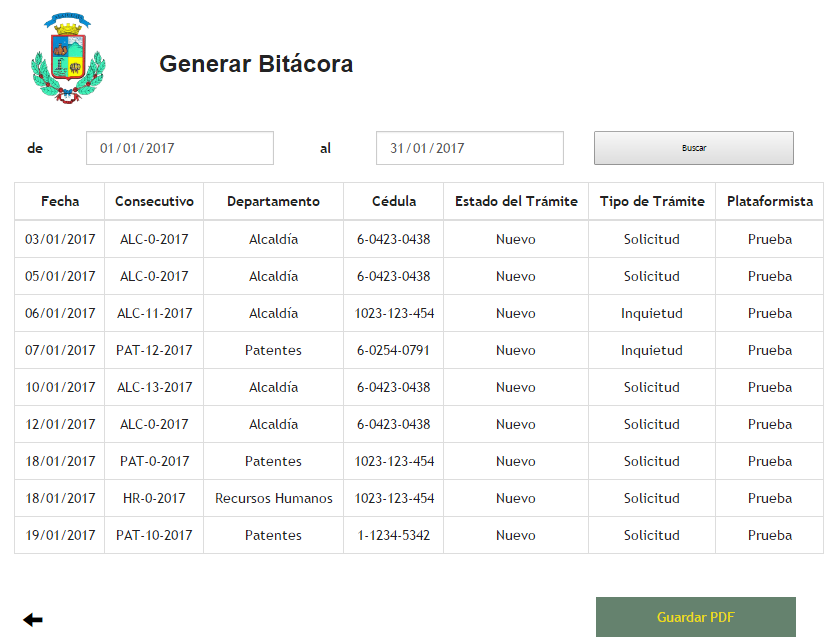 Generar Bitácora
de 01/01/2017 al 31/01/2017 Buscar
Fecha Consecutivo Departamento Cédula Estado del Trámite Tipo de Trámite Plataformista
03/01/2017 ALC-0-2017 Alcaldía 6-0423-0438 Nuevo Solicitud Prueba
05/01/2017 ALC-0-2017 Alcaldía 6-0423-0438 Nuevo Solicitud Prueba
06/01/2017 ALC-11-2017 Alcaldía 1023-123-454 Nuevo Inquietud Prueba
07/01/2017 PAT-12-2017 Patentes 6-0254-0791 Nuevo Inquietud Prueba
10/01/2017 ALC-13-2017 Alcaldía 6-0423-0438 Nuevo Solicitud Prueba
12/01/2017 ALC-0-2017 Alcaldía 6-0423-0438 Nuevo Solicitud Prueba
18/01/2017 PAT-0-2017 Patentes 1023-123-454 Nuevo Solicitud Prueba
18/01/2017 HR-0-2017 Recursos Humanos 1023-123-454 Nuevo Solicitud Prueba
19/01/2017 PAT-10-2017 Patentes 1-1234-5342 Nuevo Solicitud Prueba
Guardar PDF